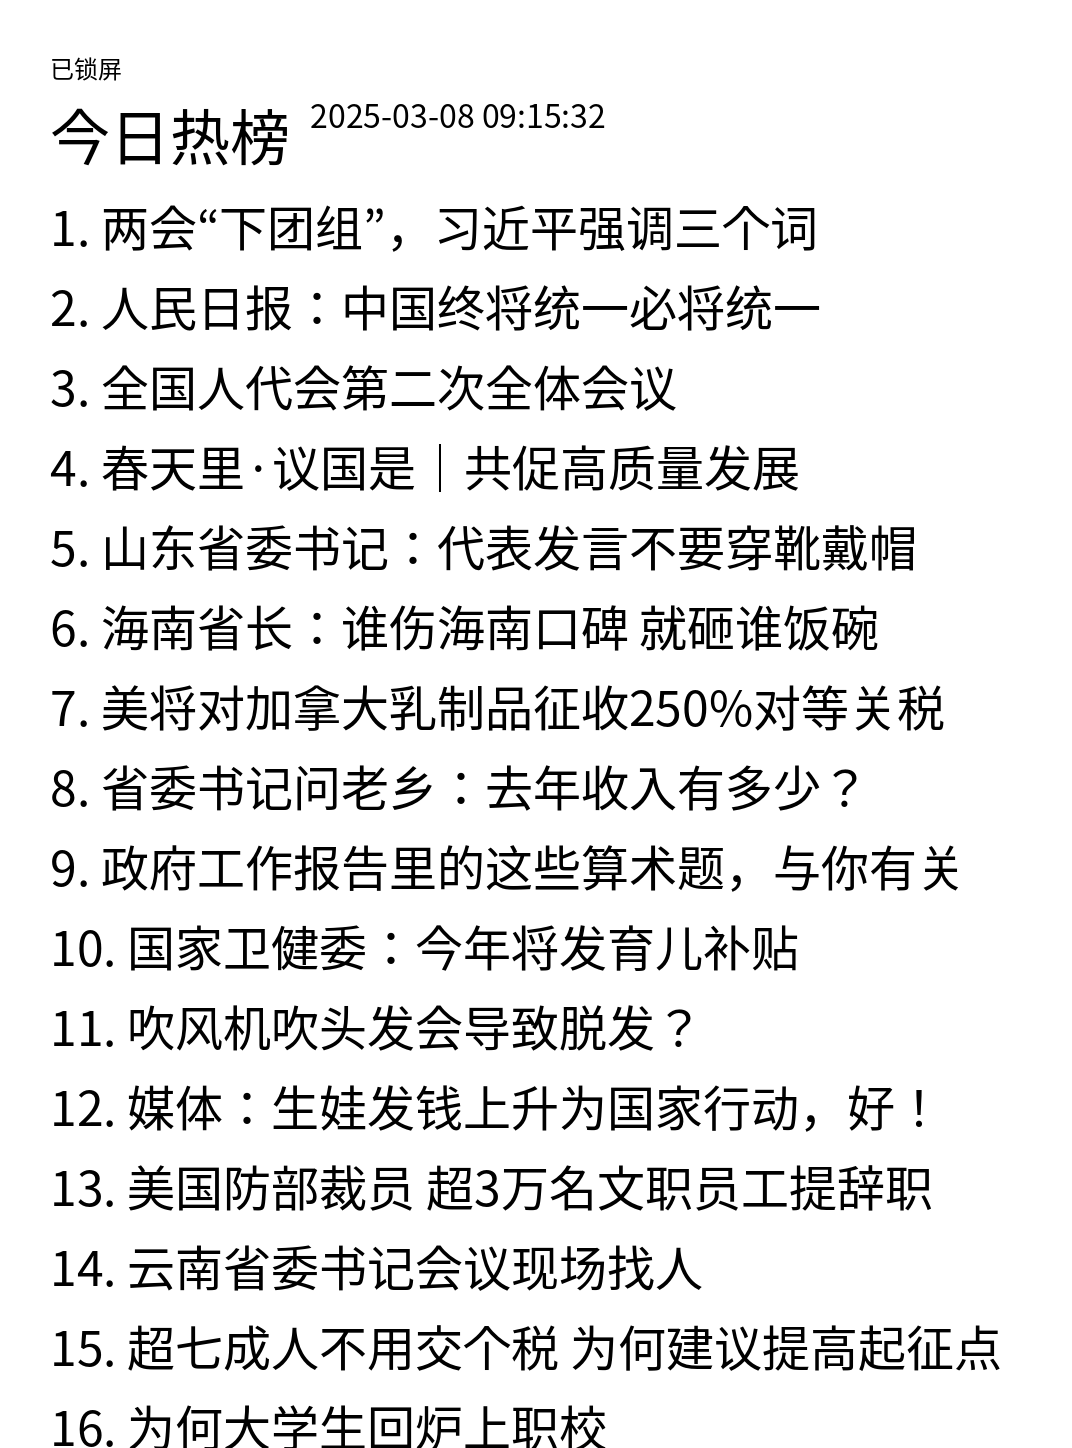 已锁屏
今日热榜 2025-03-08 09:15:32
1. 两会“下团组”，习近平强调三个词
2. 人民日报：中国终将统一必将统一
3. 全国人代会第二次全体会议
4. 春天里·议国是｜共促高质量发展
5. 山东省委书记：代表发言不要穿靴戴帽
6. 海南省长：谁伤海南口碑 就砸谁饭碗
7. 美将对加拿大乳制品征收250%对等关税
8. 省委书记问老乡：去年收入有多少？
9. 政府工作报告里的这些算术题，与你有关
10. 国家卫健委：今年将发育儿补贴
11. 吹风机吹头发会导致脱发？
12. 媒体：生娃发钱上升为国家行动，好！
13. 美国防部裁员 超3万名文职员工提辞职
14. 云南省委书记会议现场找人
15. 超七成人不用交个税 为何建议提高起征点
16. 为何大学生回炉上职校